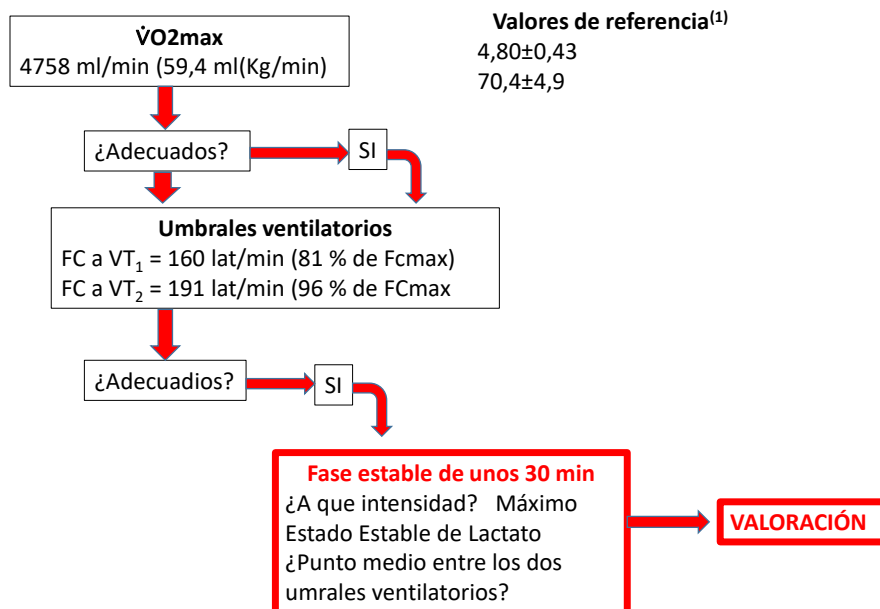 V̇O2max
4758 ml/min (59,4 ml(Kg/min)
Valores de referencia(1)
4,80±0,43
70,4±4,9
¿Adecuados?
SI
Umbrales ventilatorios
FC a VT1 = 160 lat/min (81 % de Fcmax)
FC a VT2 = 191 lat/min (96 % de FCmax
¿Adecuadios?
SI
Fase estable de unos 30 min
¿A que intensidad? Máximo
Estado Estable de Lactato
¿Punto medio entre los dos
umrales ventilatorios?
VALORACIÓN